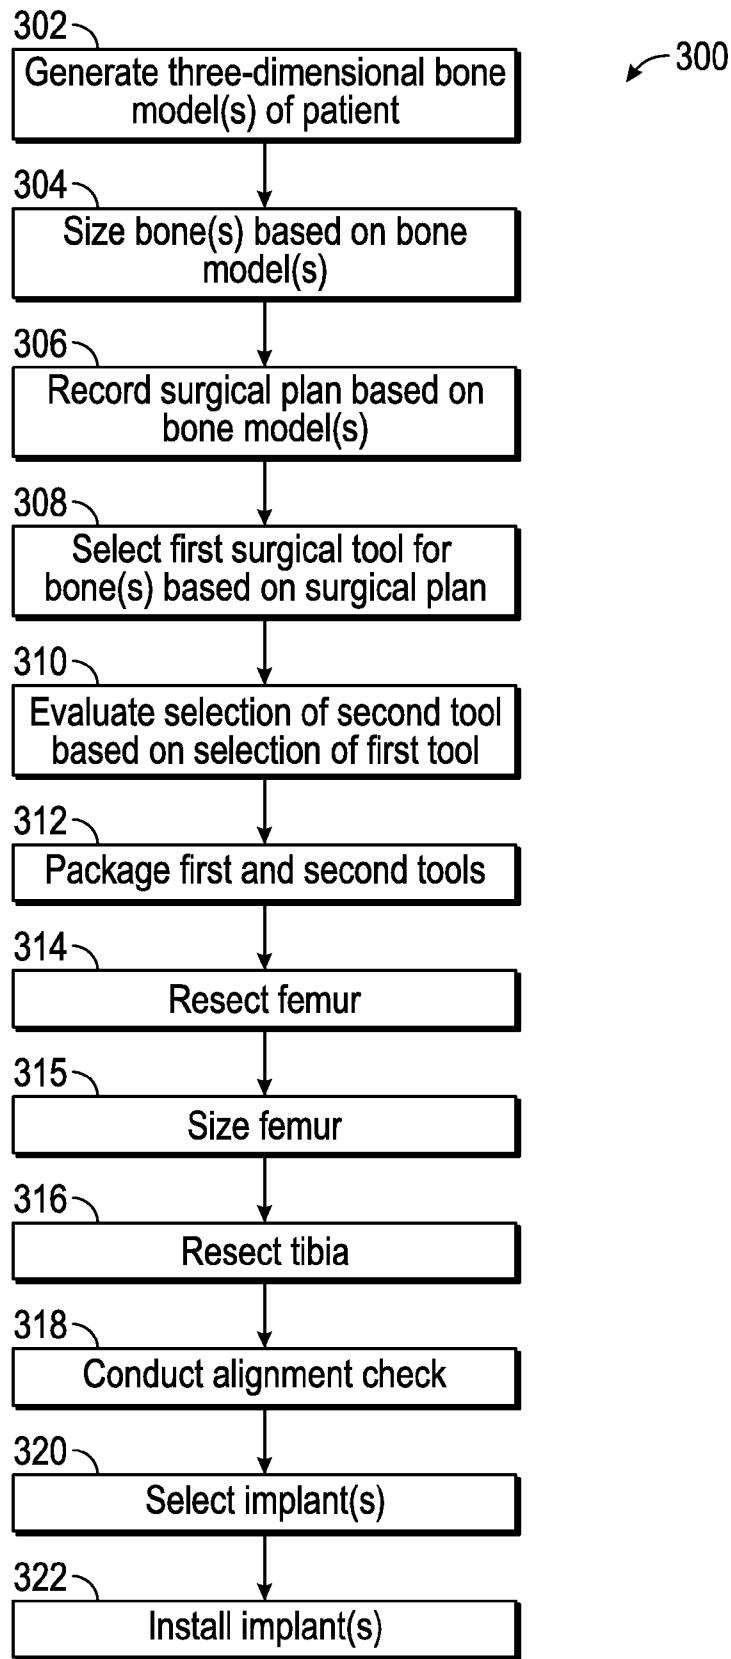 302
300
Generate three-dimensional bone
model(s) of patient
304
Size bone(s) based on bone
model(s)
306
Record surgical plan based on
bone model(s)
308
Select first surgical tool for
bone(s) based on surgical plan
310
Evaluate selection of second tool
based on selection of first tool
312
Package first and second tools
314
Resect femur
315
Size femur
316
Resect tibia
318
Conduct alignment check
320
Select implant(s)
322
Install implant(s)